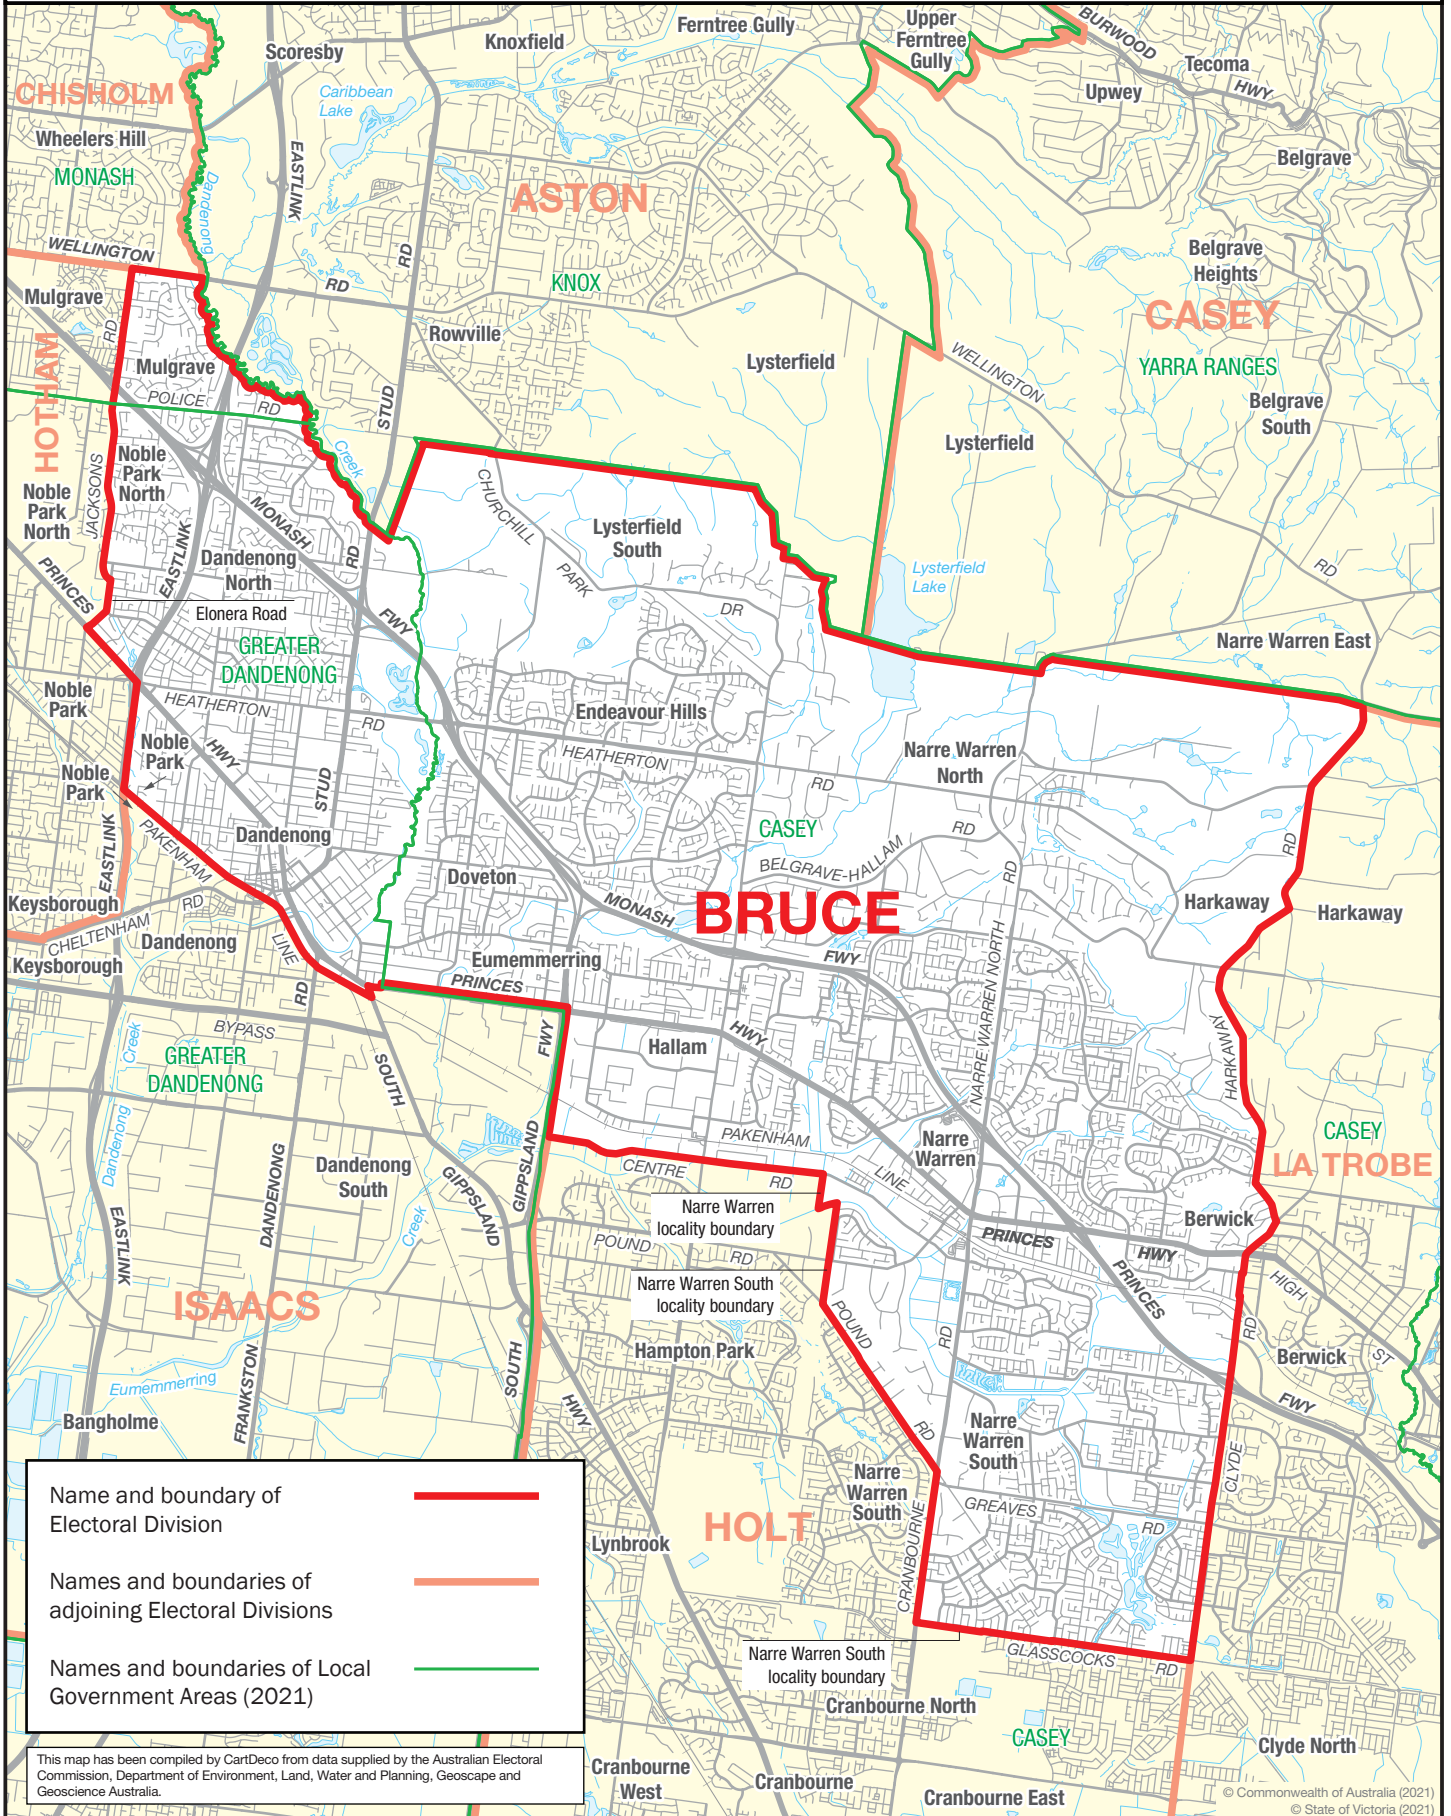 Scoresby
Knoxfield
Ferntree Gully
Upper
Ferntree
Gully
BURWOOD
HWY
Tecoma
Upwey
CHISHOLM
Caribbean
Lake
Wheelers Hill
MONASH
EASTLINK
Dandenong
Belgrave
ASTON
Belgrave
Heights
WELLINGTON
RD
RD
KNOX
Mulgrave
RD
HOTHAM
Rowville
CASEY
YARRA RANGES
Mulgrave
Lysterfield
WELLINGTON
POLICE
RD
STUD
Belgrave
South
Creek
Lysterfield
Noble
Park
North
Noble
Park
North
JACKSONS
EASTLINK
MONASH
CHURCHILL
Lysterfield
South
Dandenong
North
RD
PRINCES
PARK
DR
Lysterfield
Lake
RD
Elonera Road
FWY
GREATER
DANDENONG
Narre Warren East
Noble
Park
HEATHERTON
RD
Endeavour Hills
Noble
Park
HWY
HEATHERTON
RD
Narre Warren
North
Noble
Park
STUD
CASEY
RD
Dandenong
PAKENHAM
EASTLINK
BELGRAVE-HALLAM
RD
RD
Doveton
Keysborough
RD
MONASH
BRUCE
Harkaway
Harkaway
CHELTENHAM
Dandenong
LINE
Keysborough
Eumemmerring
FWY
PRINCES
NARRE WARREN NORTH
RD
BYPASS
Creek
FWY
HWY
HARKAWAY
GREATER
DANDENONG
SOUTH
Hallam
Dandenong
GIPPSLAND
PAKENHAM
Narre
Warren
CASEY
LA TROBE
Dandenong
South
DANDENONG
GIPPSLAND
CENTRE
RD
LINE
Narre Warren
locality boundary
Berwick
Creek
EASTLINK
POUND
RD
PRINCES
HWY
Narre Warren South
locality boundary
PRINCES
HIGH
ST
ISAACS
POUND
RD
RD
Hampton Park
Berwick
SOUTH
FRANKSTON
Eumemmerring
HWY
FWY
Bangholme
RD
Narre
Warren
South
CLYDE
Narre
Warren
South
GREAVES
RD
HOLT
Lynbrook
CRANBOURNE
Narre Warren South
locality boundary
GLASSCOCKS
RD
Cranbourne North
CASEY
Clyde North
Cranbourne
West
Cranbourne
Cranbourne East
Name and boundary of
Electoral Division
Names and boundaries of
adjoining Electoral Divisions
Names and boundaries of Local
Government Areas (2021)
This map has been compiled by CartDeco from data supplied by the Australian Electoral
Commission, Department of Environment, Land, Water and Planning, Geoscape and
Geoscience Australia.
© Commonwealth of Australia (2021)
© State of Victoria (2021)